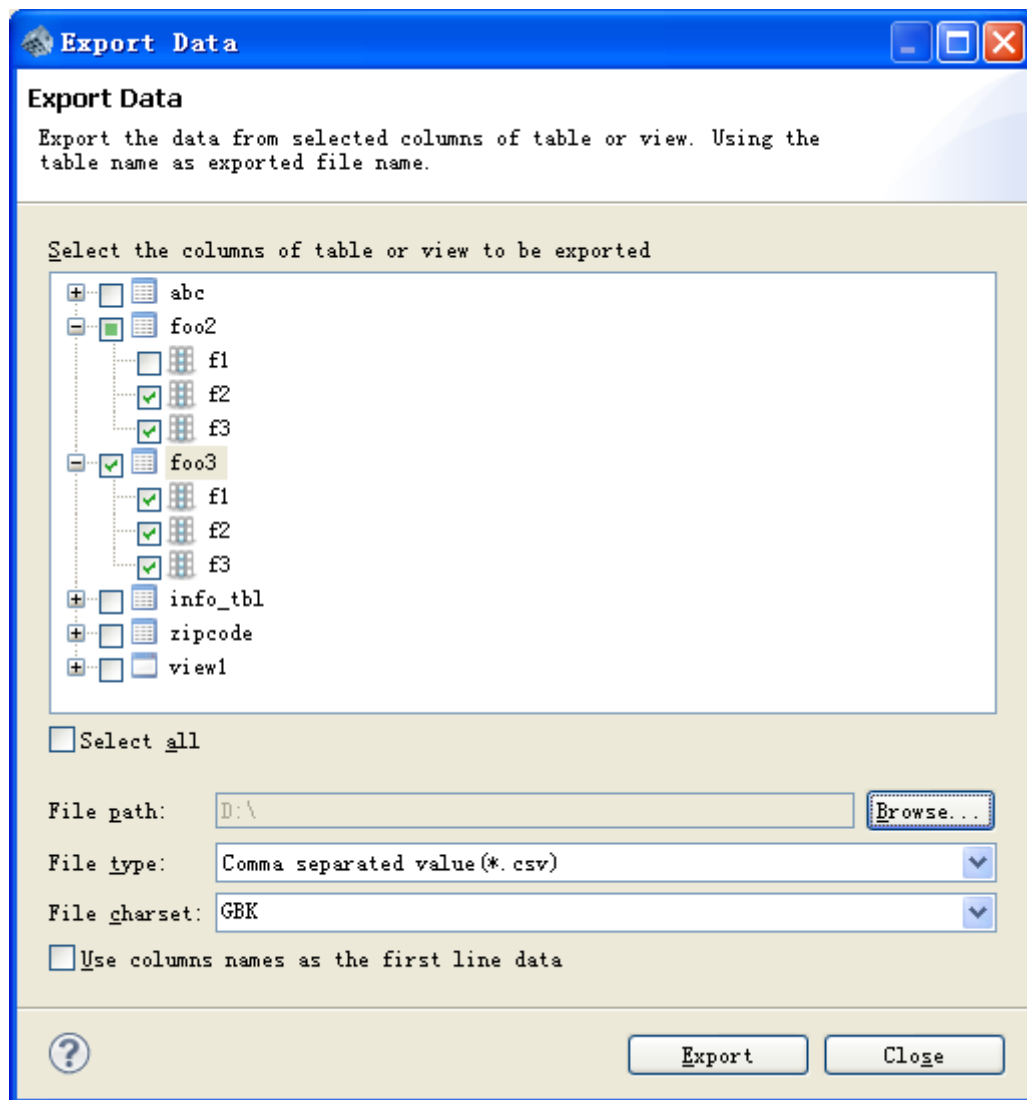 Export Data
Export Data
Export the data from selected columns of table or view. Using the
table name as exported file name.
Select the columns of table or view to be exported
abc
foo2
f1
f2
f3
foo3
f1
f2
f3
info_tbl
zipcode
view1
Select all
File path: D:\ Browse...
File type: Comma separated value(*.csv)
File charset: GBK
Use columns names as the first line data
? Export Close